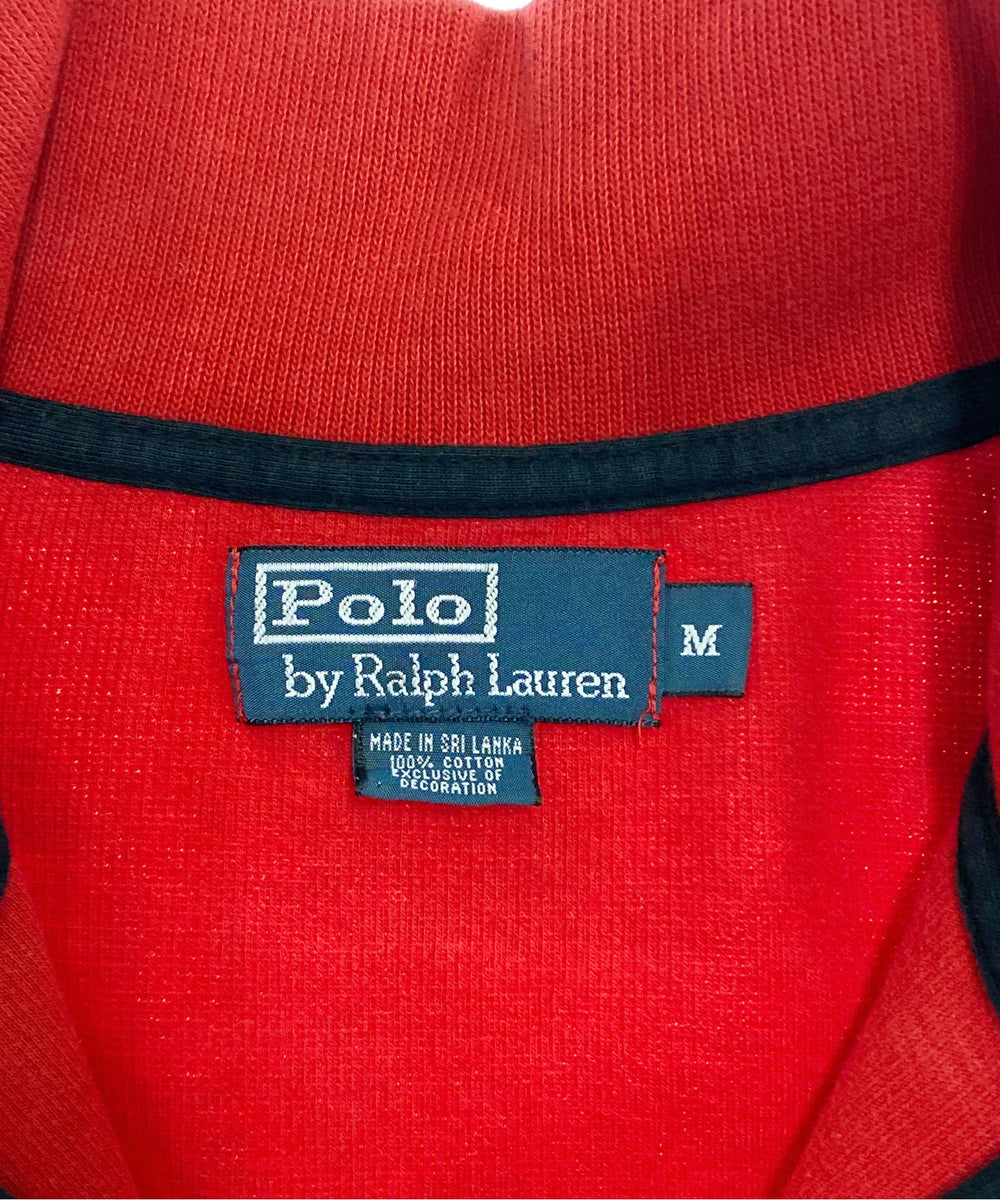 Polo
by Ralph Lauren
M
MADE IN SRI LANKA
100% COTTON
EXCLUSIVE OF
DECORATION